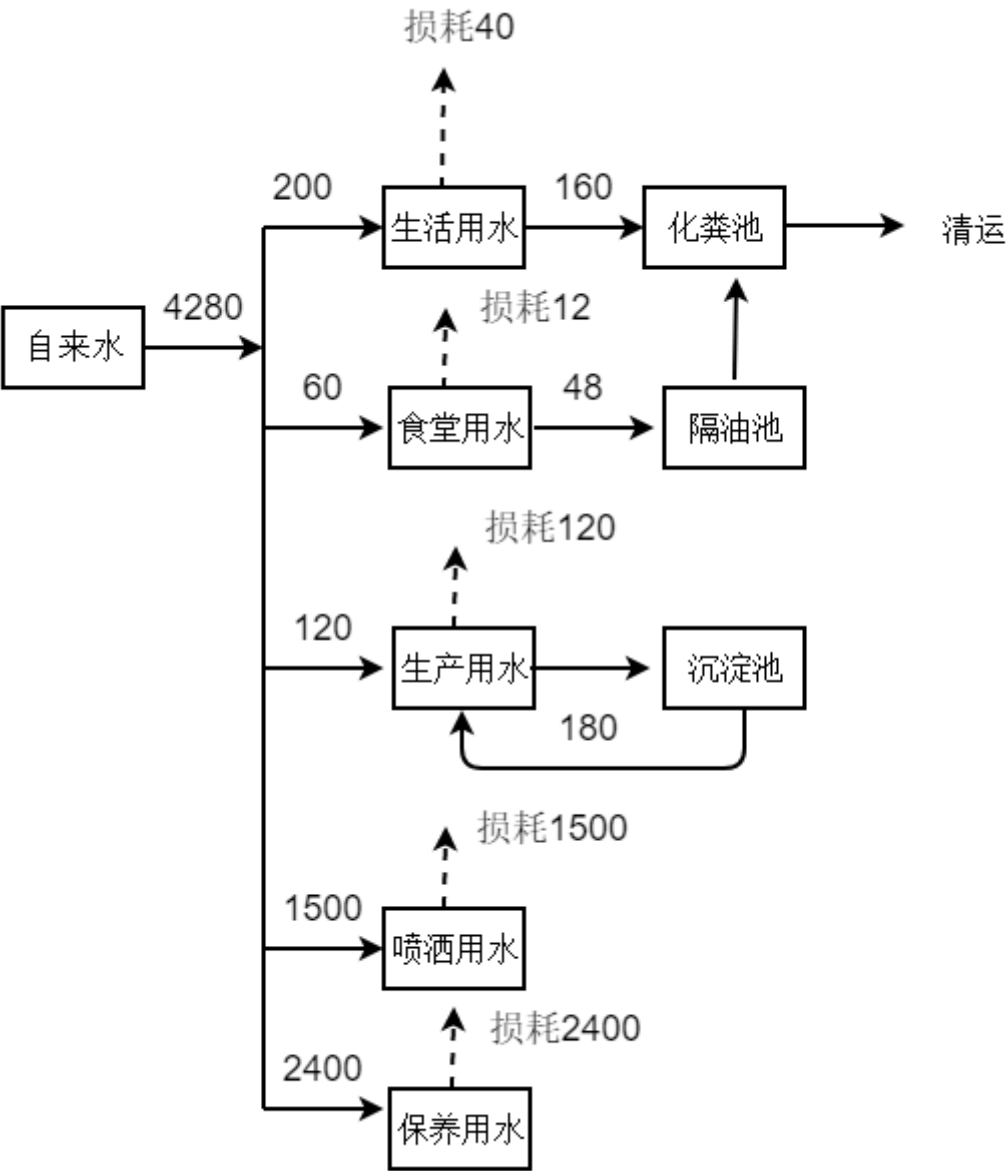 损耗40
200
生活用水
160
化粪池
清运
自来水
4280
损耗12
60
食堂用水
48
隔油池
损耗120
120
生产用水
沉淀池
180
损耗1500
1500
喷洒用水
损耗2400
2400
保养用水